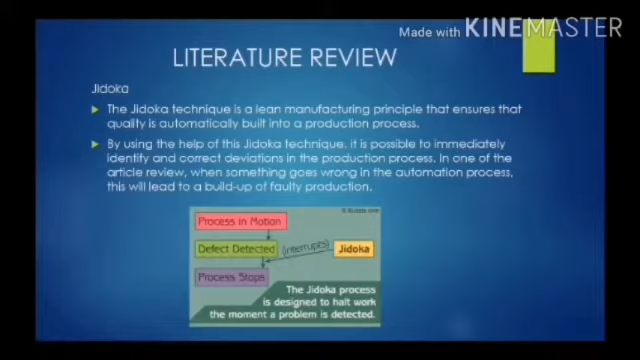 Made with KINEMASTER
LITERATURE REVIEW
Jidoka
The Jidoka technique is a lean manufacturing principle that ensures that
quality is automatically built into a production process.
By using the help of this Jidoka technique, it is possible to immediately
identify and correct deviations in the production process. In one of the
article review, when something goes wrong in the automation process,
this will lead to a build-up of faulty production.
Process in Motion
Defect Detected (interrupts) Jidoka
Process Stops
The Jidoka process
is designed to halt work
the moment a problem is detected.